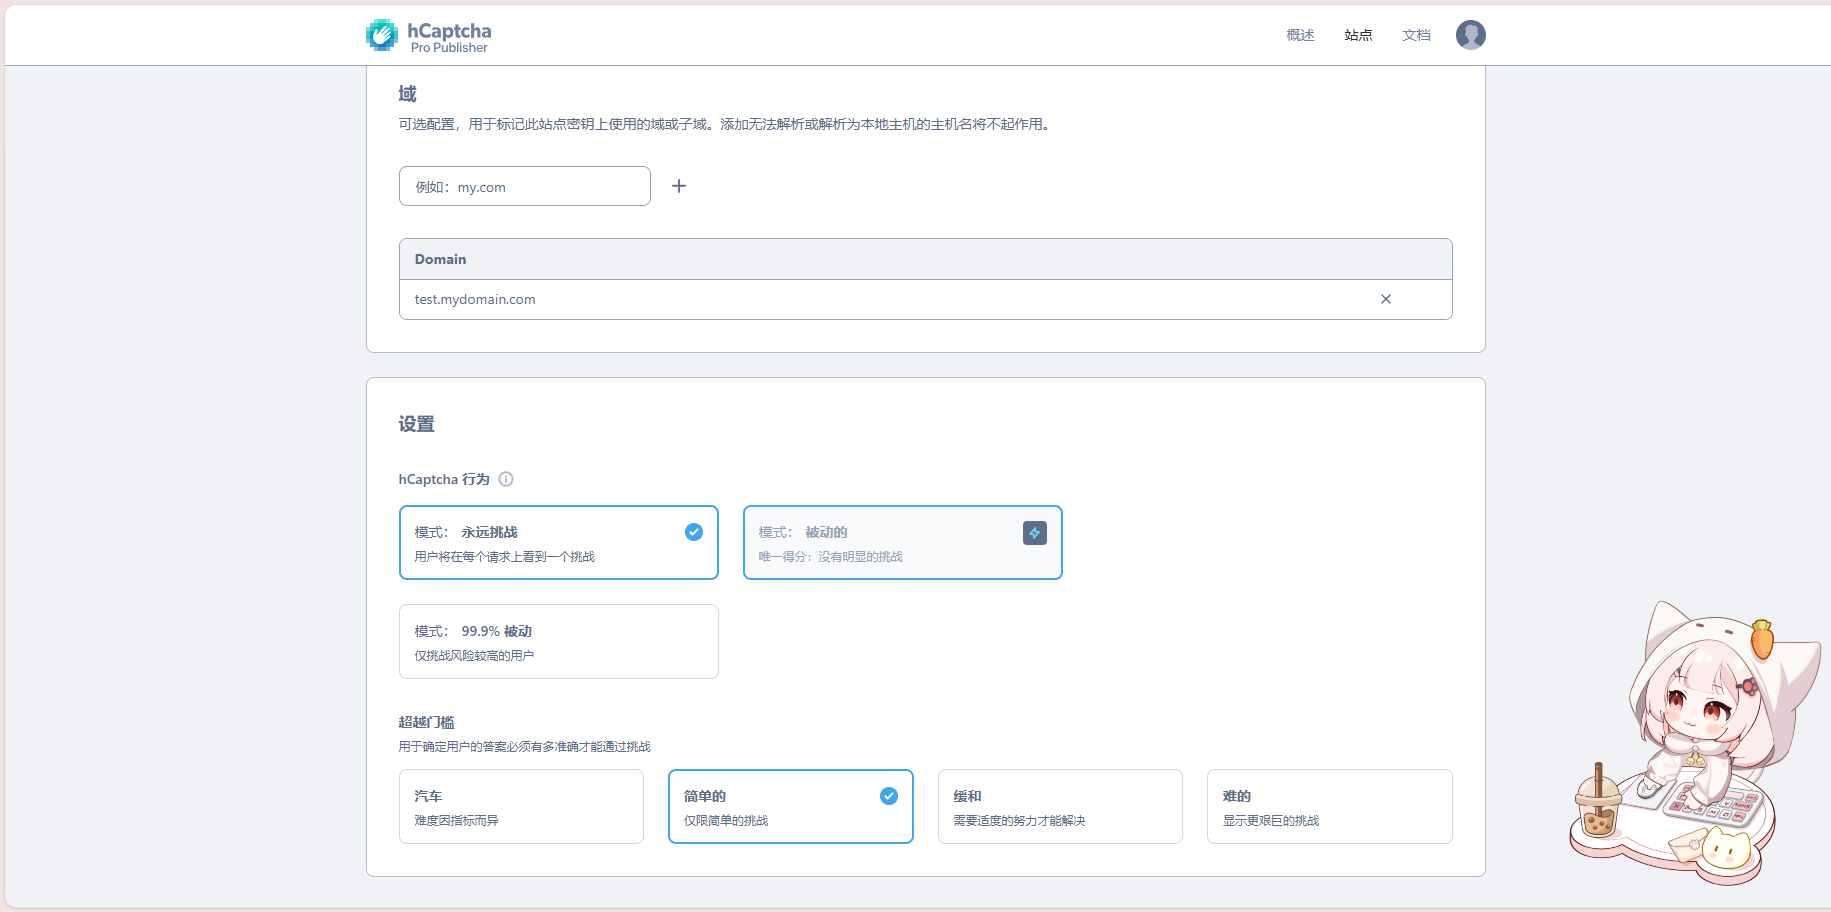 hCaptcha
Pro Publisher
概述
站点
文档
域
可选配置，用于标记此站点密钥上使用的域或子域。添加无法解析或解析为本地主机的主机名将不起作用。
例如：my.com
Domain
test.mydomain.com
设置
hCaptcha 行为
模式： 永远挑战
用户将在每个请求上看到一个挑战
模式： 被动的
唯一得分：没有明显的挑战
模式： 99.9% 被动
仅挑战风险较高的用户
超越门槛
用于确定用户的答案必须有多准确才能通过挑战
汽车
难度因指标而异
简单的
仅限简单的挑战
缓和
需要适度的努力才能解决
难的
显示更艰巨的挑战